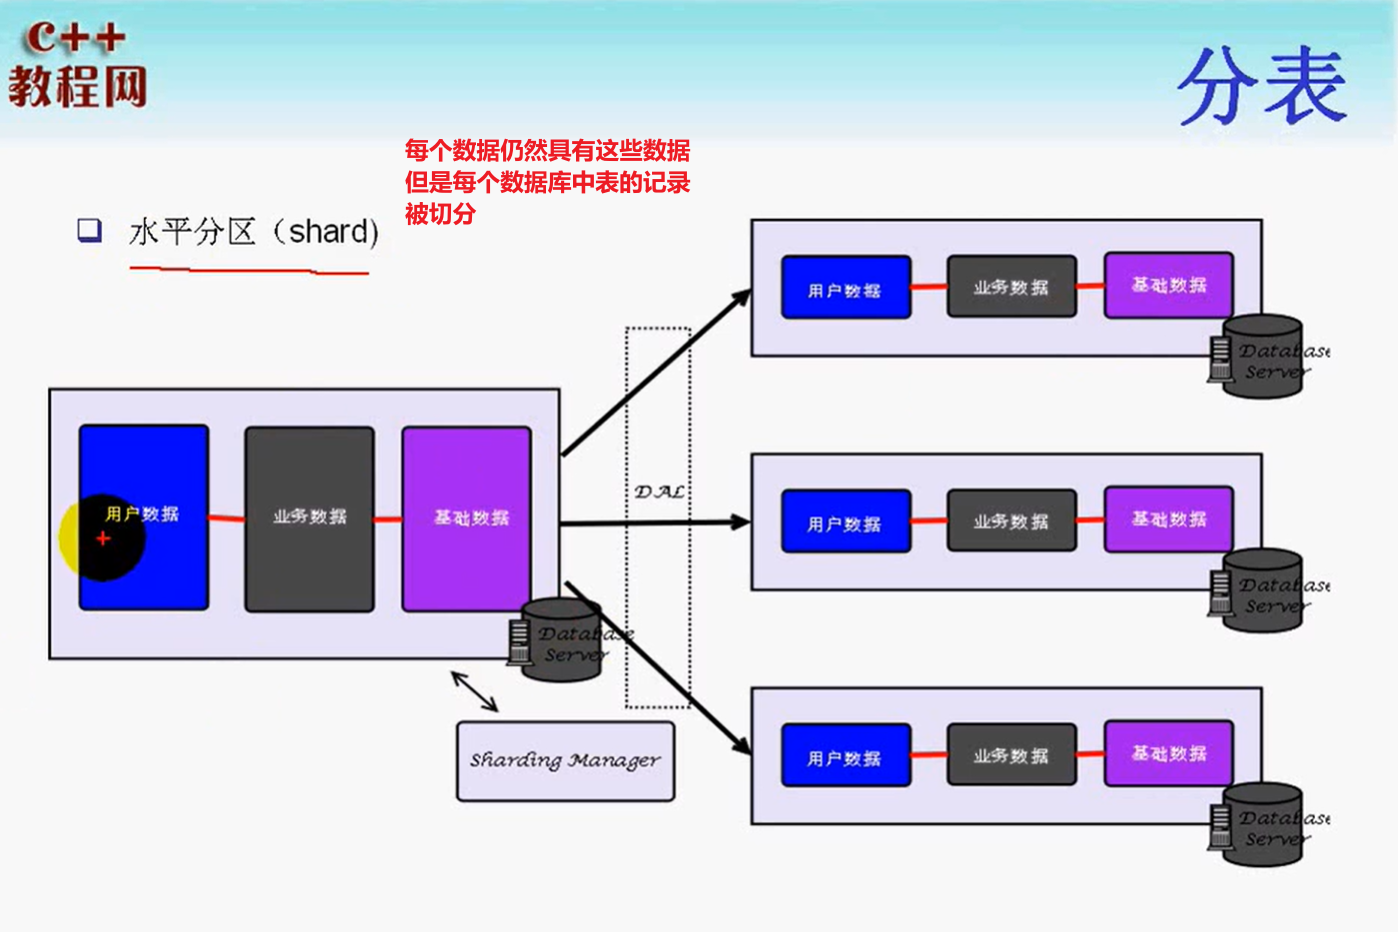 C++
教程网
分表
每个数据仍然具有这些数据
但是每个数据库中表的记录
被切分
水平分区（shard)
用户数据
业务数据
基础数据
Database
Server
用户数据
业务数据
基础数据
Database
Server
DAL
用户数据
业务数据
基础数据
Database
Server
Sharding Manager
用户数据
业务数据
基础数据
Database
Server